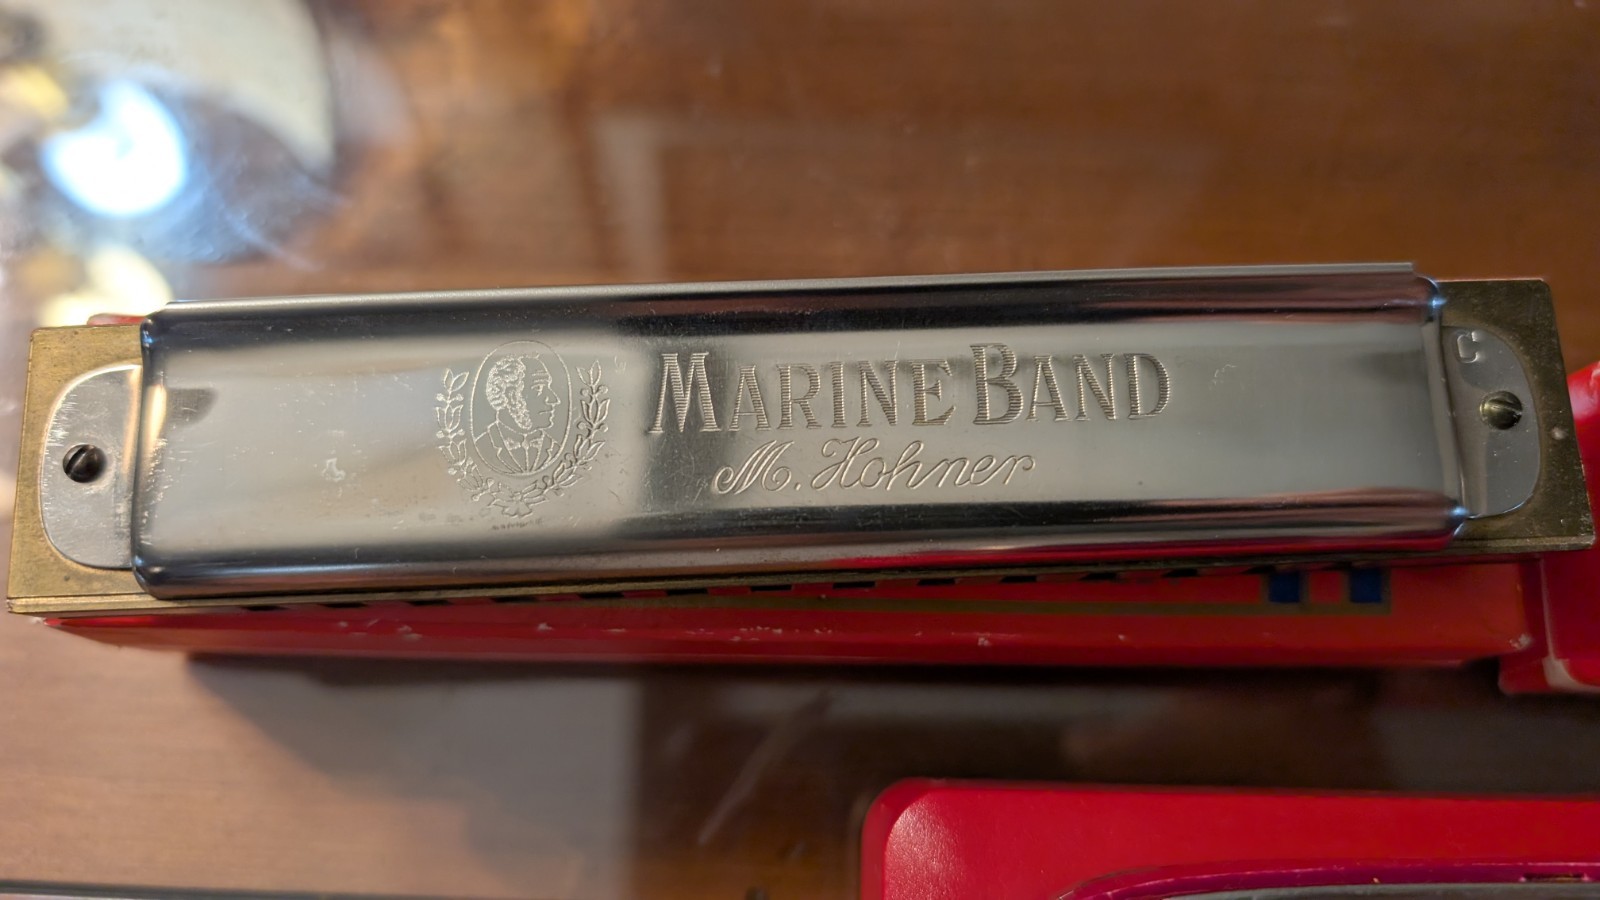 MARINE BAND
M. Hohner
C